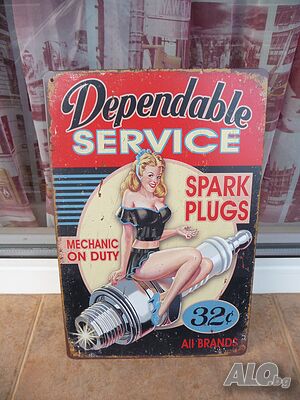 Dependable
SERVICE
SPARK
PLUGS
MECHANIC
ON DUTY
32¢
All BRANDS
ALO.bg